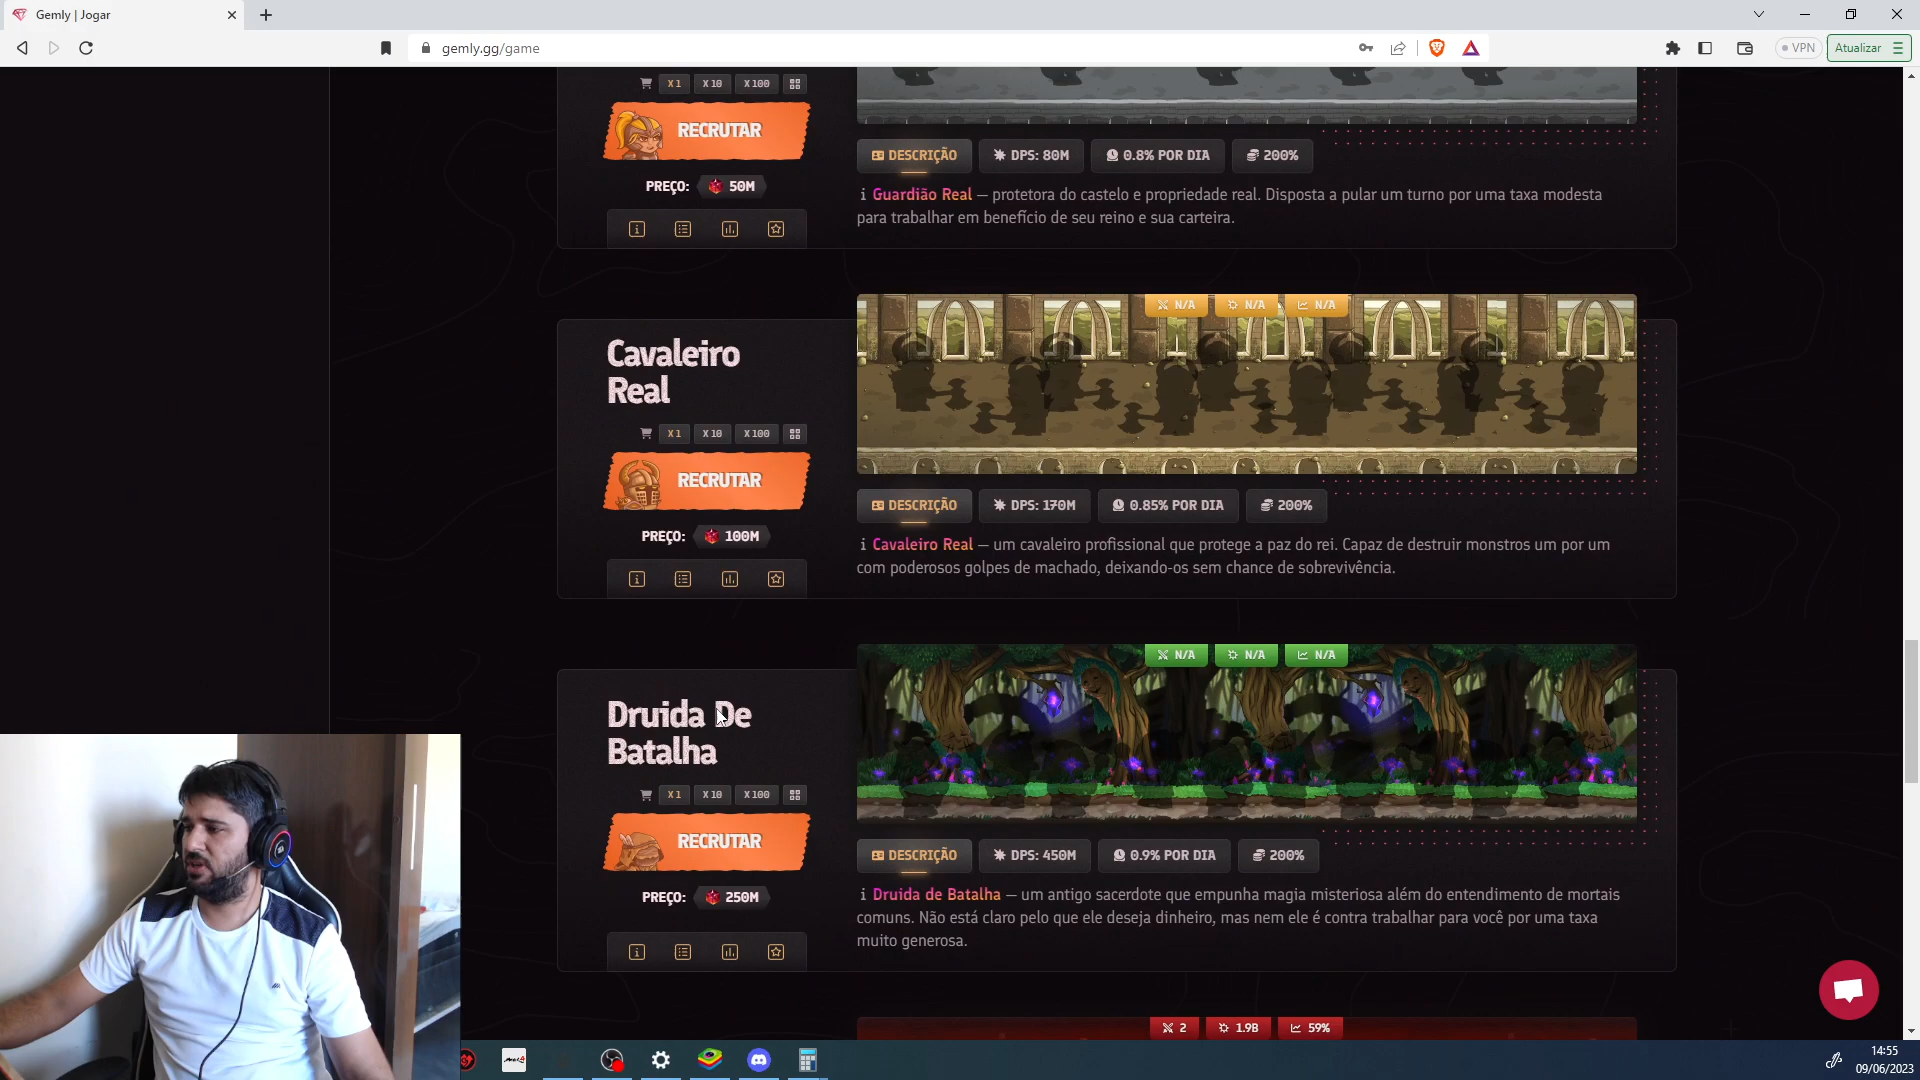 Gemly | Jogar
gemly.gg/game
VPN
Atualizar
X1 X10 X100
RECRUTAR
PREÇO: 50M
DESCRIÇÃO DPS: 80M 0.8% POR DIA 200%
i Guardião Real — protetora do castelo e propriedade real. Disposta a pular um turno por uma taxa modesta
para trabalhar em benefício de seu reino e sua carteira.
Cavaleiro
Real
X1 X10 X100
RECRUTAR
PREÇO: 100M
N/A N/A N/A
DESCRIÇÃO DPS: 170M 0.85% POR DIA 200%
i Cavaleiro Real — um cavaleiro profissional que protege a paz do rei. Capaz de destruir monstros um por um
com poderosos golpes de machado, deixando-os sem chance de sobrevivência.
Druida De
Batalha
X1 X10 X100
RECRUTAR
PREÇO: 250M
N/A N/A N/A
DESCRIÇÃO DPS: 450M 0.9% POR DIA 200%
i Druida de Batalha — um antigo sacerdote que empunha magia misteriosa além do entendimento de mortais
comuns. Não está claro pelo que ele deseja dinheiro, mas nem ele é contra trabalhar para você por uma taxa
muito generosa.
2 1.9B 59%
14:55
09/06/2023